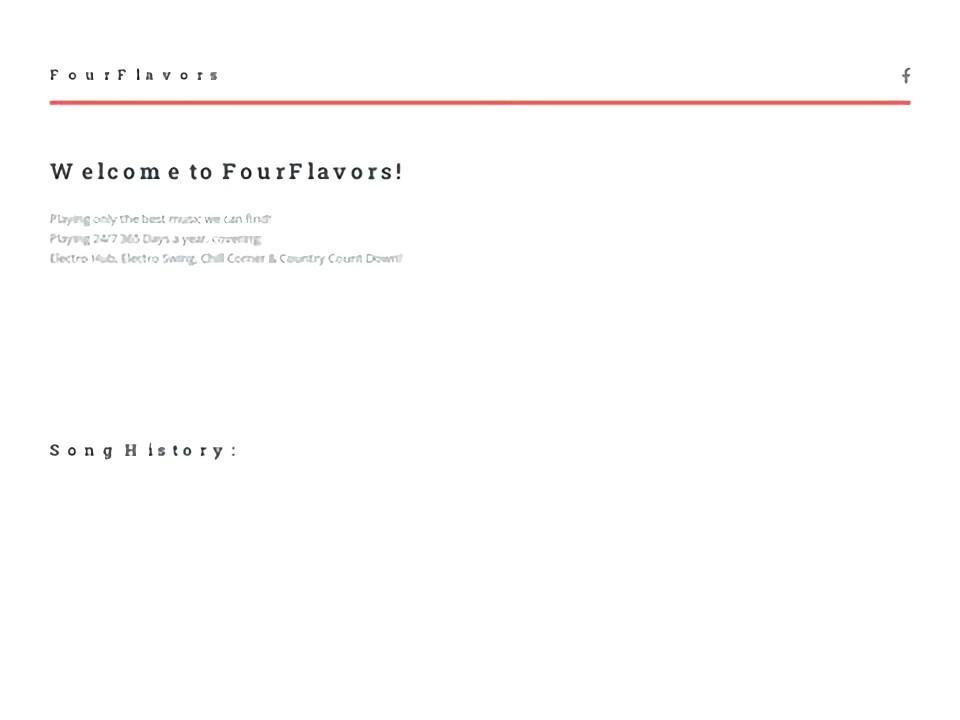 FourFlavors
Welcome to FourFlavors!
Playing only the best music we can find!
Playing 24/7 365 Days a year, covering:
Electro Hub, Electro Swing, Chill Corner & Country Count Down!
Song History: